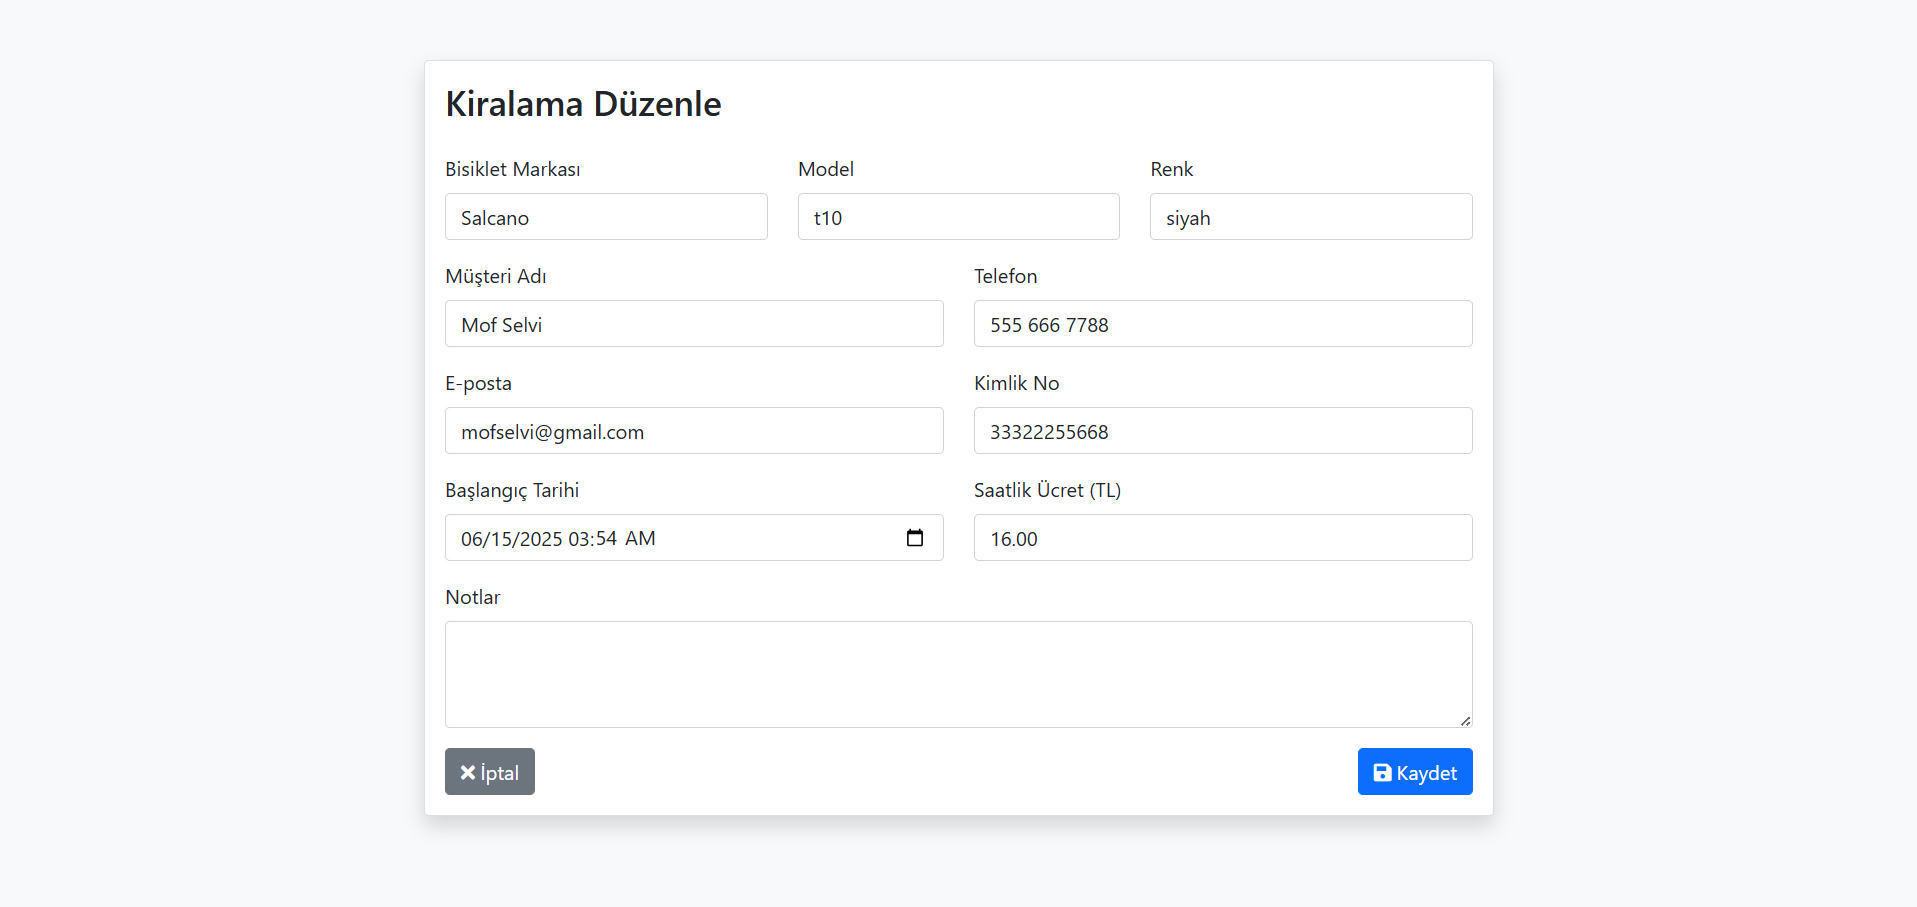 Kiralama Düzenle
Bisiklet Markası Model Renk
Salcano t10 siyah
Müşteri Adı Telefon
Mof Selvi 555 666 7788
E-posta Kimlik No
mofselvi@gmail.com 33322255668
Başlangıç Tarihi Saatlik Ücret (TL)
06/15/2025 03:54 AM 16.00
Notlar
İptal Kaydet